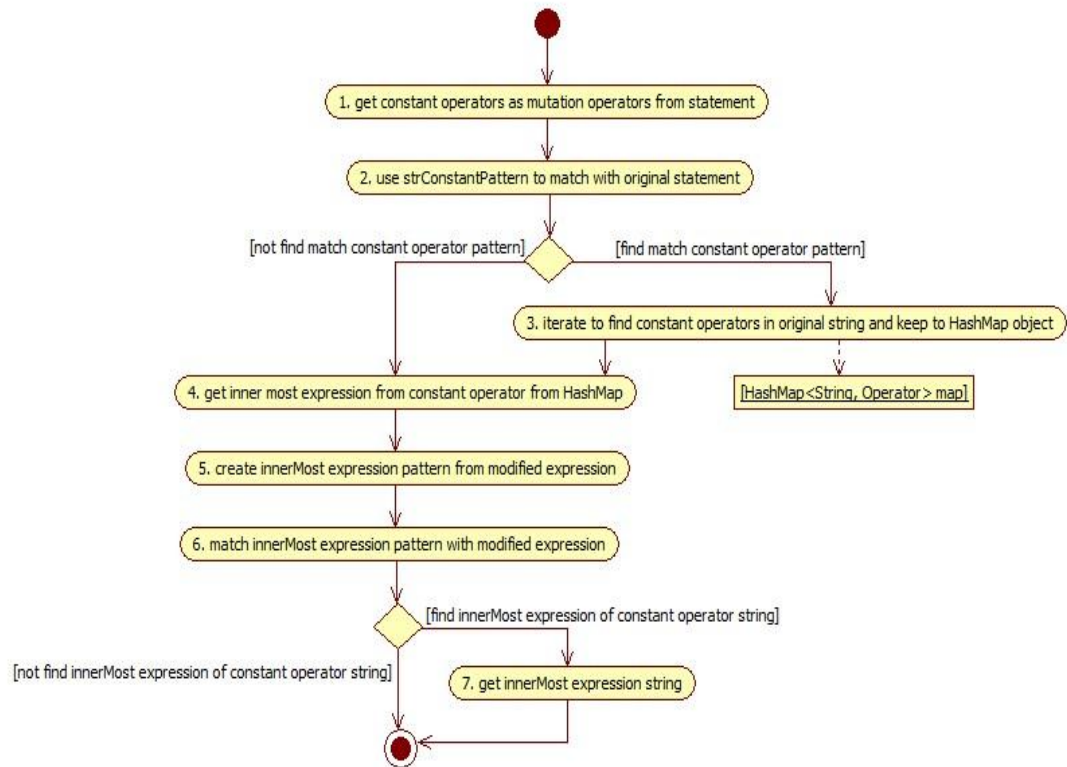 1. get constant operators as mutation operators from statement
2. use strConstantPattern to match with original statement
[not find match constant operator pattern]
[find match constant operator pattern]
3. iterate to find constant operators in original string and keep to HashMap object
4. get inner most expression from constant operator from HashMap
[HashMap<String, Operator> map]
5. create innerMost expression pattern from modified expression
6. match innerMost expression pattern with modified expression
[find innerMost expression of constant operator string]
[not find innerMost expression of constant operator string]
7. get innerMost expression string